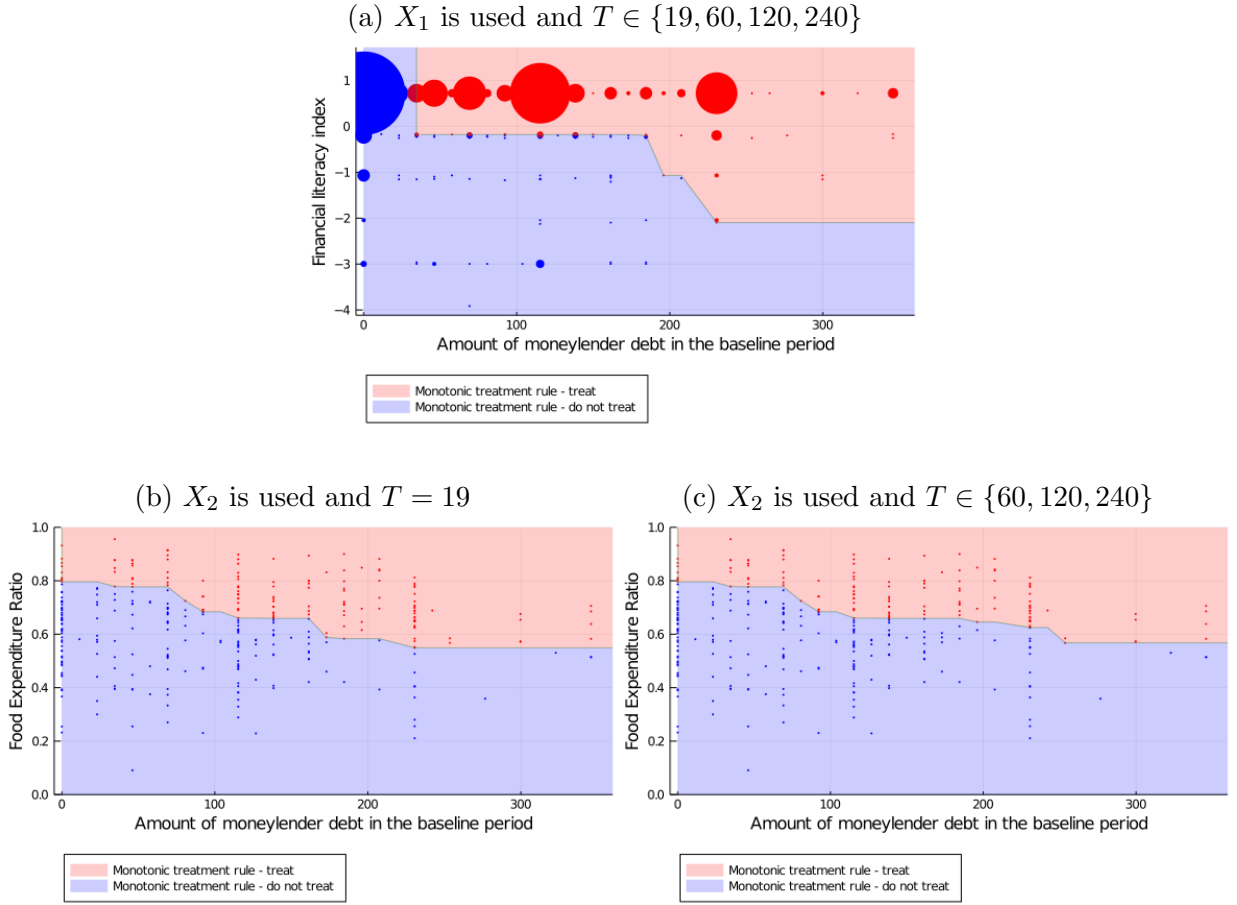 (a) X₁ is used and T ∈ {19, 60, 120, 240}
Financial literacy index
1
0
−1
−2
−3
−4
0 100 200 300
Amount of moneylender debt in the baseline period
Monotonic treatment rule - treat
Monotonic treatment rule - do not treat
(b) X₂ is used and T = 19
Food Expenditure Ratio
1.0
0.8
0.6
0.4
0.2
0.0
0 100 200 300
Amount of moneylender debt in the baseline period
Monotonic treatment rule - treat
Monotonic treatment rule - do not treat
(c) X₂ is used and T ∈ {60, 120, 240}
Food Expenditure Ratio
1.0
0.8
0.6
0.4
0.2
0.0
0 100 200 300
Amount of moneylender debt in the baseline period
Monotonic treatment rule - treat
Monotonic treatment rule - do not treat